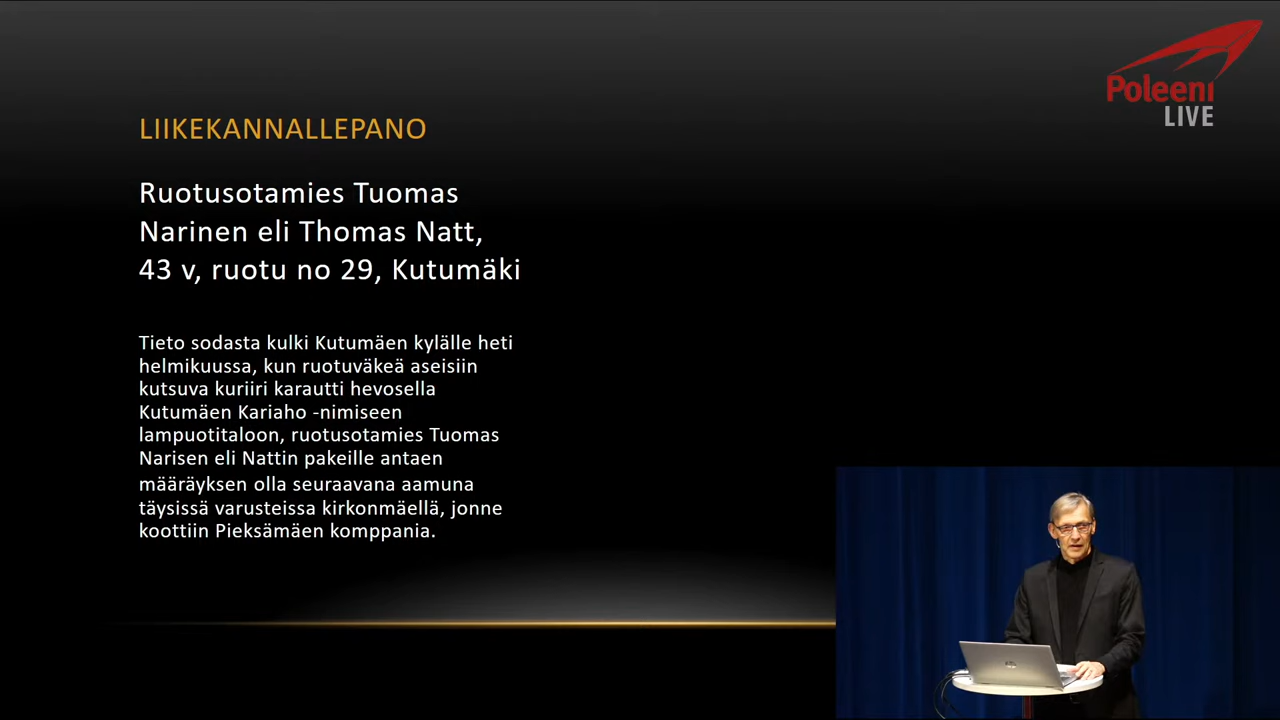 Poleeni
LIVE
LIIKEKANNALLEPANO
Ruotusotamies Tuomas
Narinen eli Thomas Natt,
43 v, ruotu no 29, Kutumäki
Tieto sodasta kulki Kutumäen kylälle heti
helmikuussa, kun ruotuväkeä aseisiin
kutsuva kuriiri karautti hevosella
Kutumäen Kariaho -nimiseen
lampuotitaloon, ruotusotamies Tuomas
Narisen eli Nattin pakeille antaen
määräyksen olla seuraavana aamuna
täysissä varusteissa kirkonmäellä, jonne
koottiin Pieksämäen komppania.